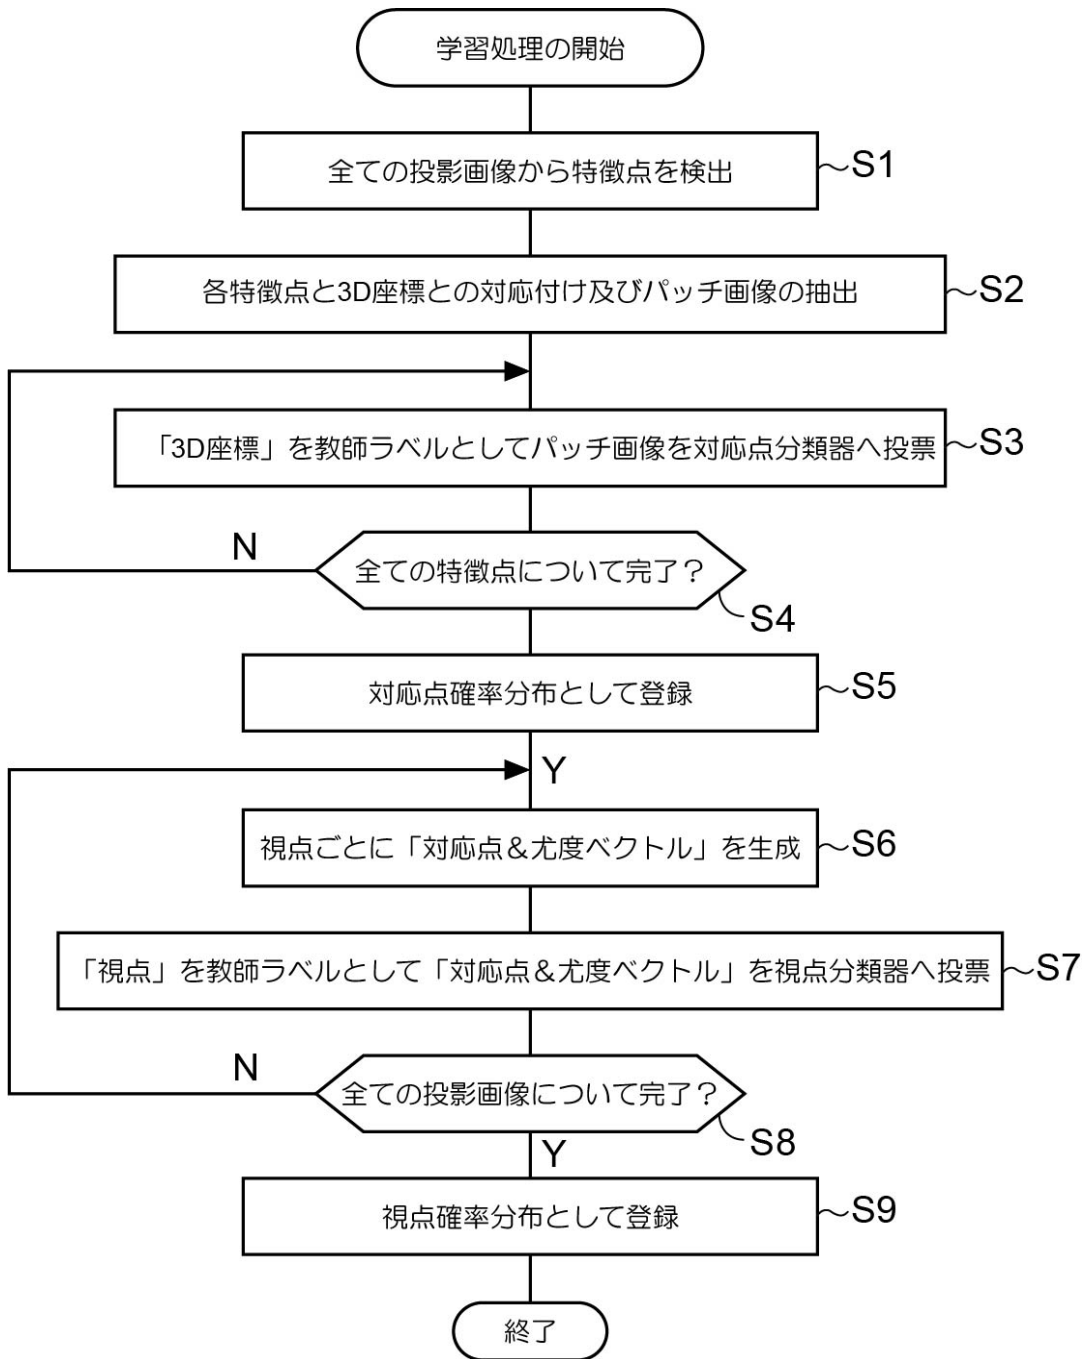 学習処理の開始
全ての投影画像から特徴点を検出
S1
各特徴点と3D座標との対応付け及びパッチ画像の抽出
S2
「3D座標」を教師ラベルとしてパッチ画像を対応点分類器へ投票
S3
N
全ての特徴点について完了?
S4
対応点確率分布として登録
S5
Y
視点ごとに「対応点&尤度ベクトル」を生成
S6
「視点」を教師ラベルとして「対応点&尤度ベクトル」を視点分類器へ投票
S7
N
全ての投影画像について完了?
S8
Y
視点確率分布として登録
S9
終了